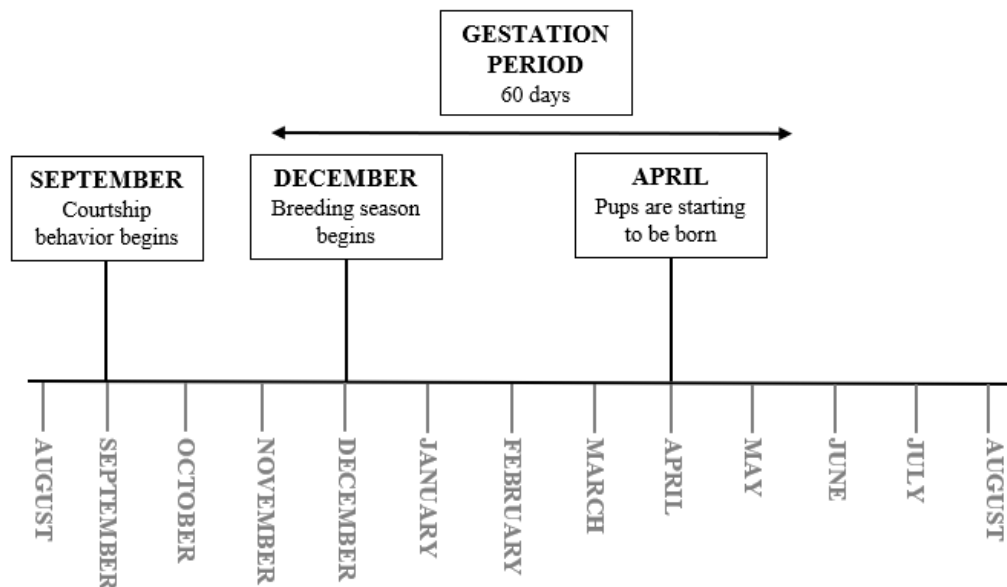 GESTATION
PERIOD
60 days
SEPTEMBER
Courtship
behavior begins
DECEMBER
Breeding season
begins
APRIL
Pups are starting
to be born
AUGUST
SEPTEMBER
OCTOBER
NOVEMBER
DECEMBER
JANUARY
FEBRUARY
MARCH
APRIL
MAY
JUNE
JULY
AUGUST